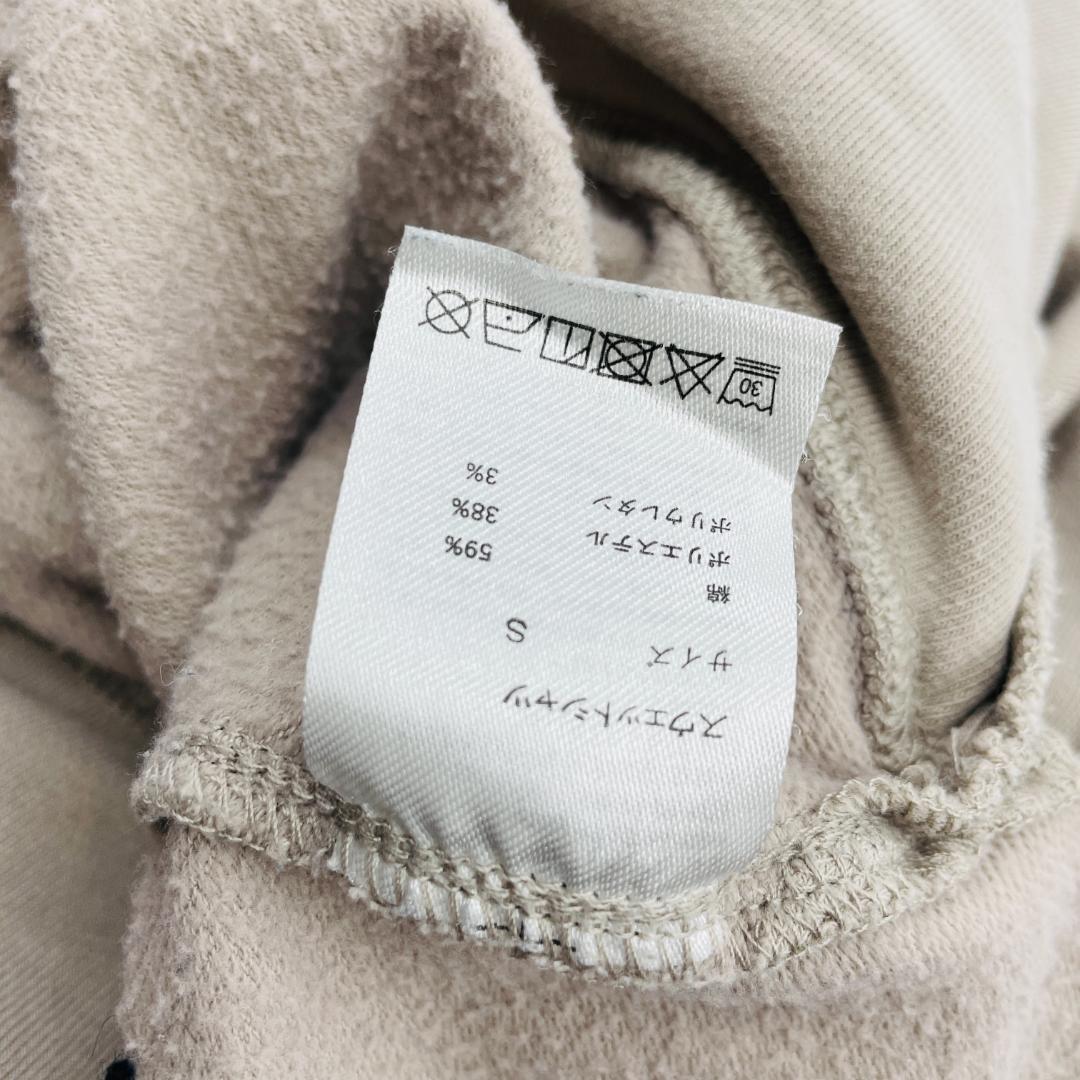 スウェットシャツ
サイズ S
綿 59%
ポリエステル 38%
ポリウレタン 3%
30